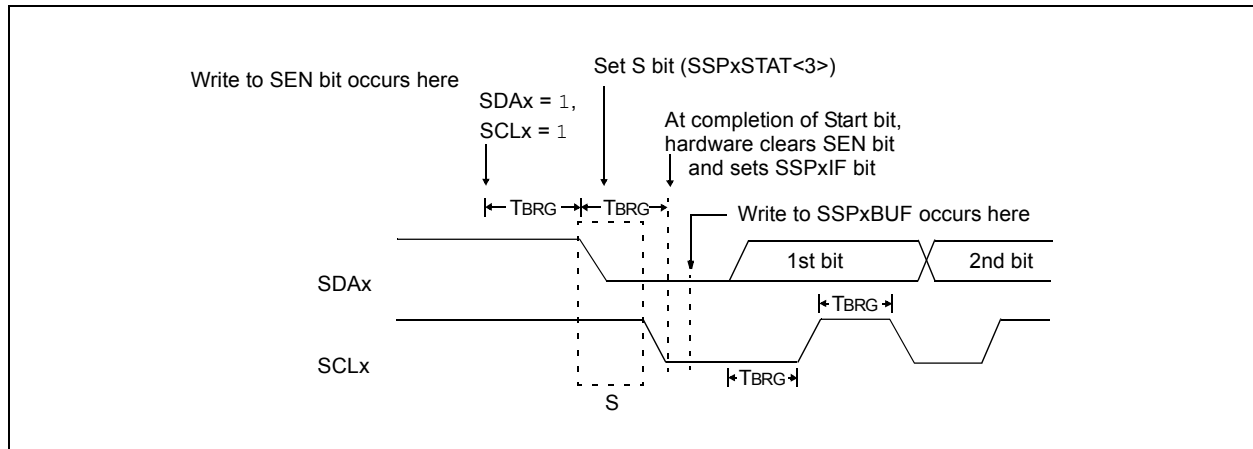 Write to SEN bit occurs here
Set S bit (SSPxSTAT<3>)
SDAx = 1,
SCLx = 1
At completion of Start bit,
hardware clears SEN bit
and sets SSPxIF bit
TBRG
TBRG
Write to SSPxBUF occurs here
SDAx
1st bit
2nd bit
TBRG
SCLx
TBRG
S